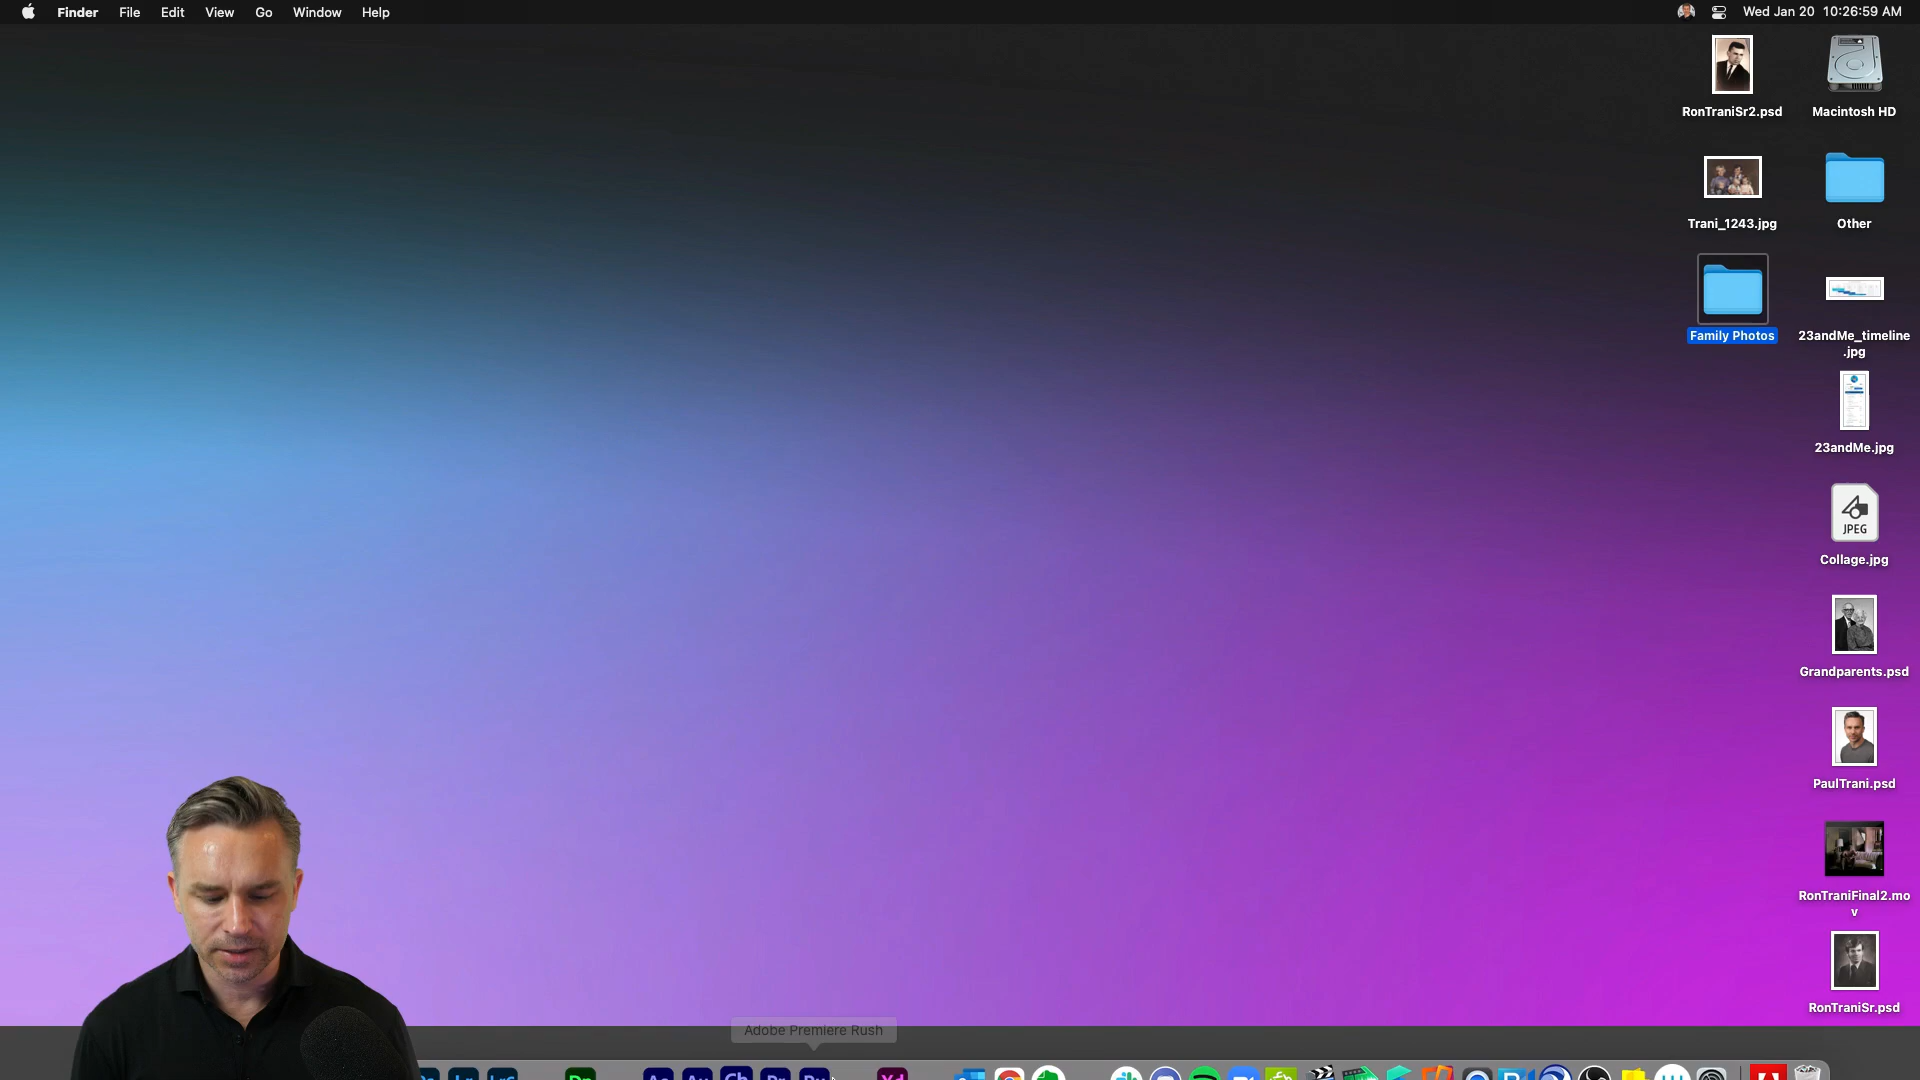 Finder File Edit View Go Window Help
Wed Jan 20 10:26:59 AM
RonTraniSr2.psd
Macintosh HD
Trani_1243.jpg
Other
Family Photos
23andMe_timeline
.jpg
23andMe.jpg
JPEG
Collage.jpg
Grandparents.psd
PaulTrani.psd
RonTraniFinal2.mo
v
RonTraniSr.psd
Adobe Premiere Rush